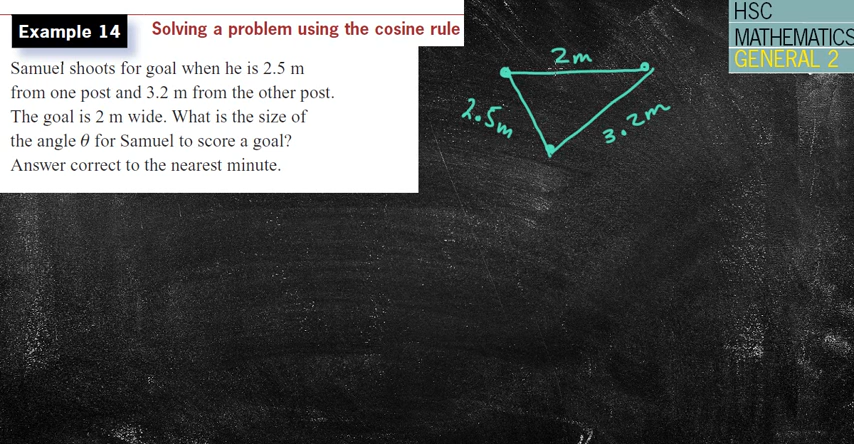 Example 14 Solving a problem using the cosine rule
Samuel shoots for goal when he is 2.5 m
from one post and 3.2 m from the other post.
The goal is 2 m wide. What is the size of
the angle θ for Samuel to score a goal?
Answer correct to the nearest minute.
2m
2.5m
3.2m
HSC
MATHEMATICS
GENERAL 2